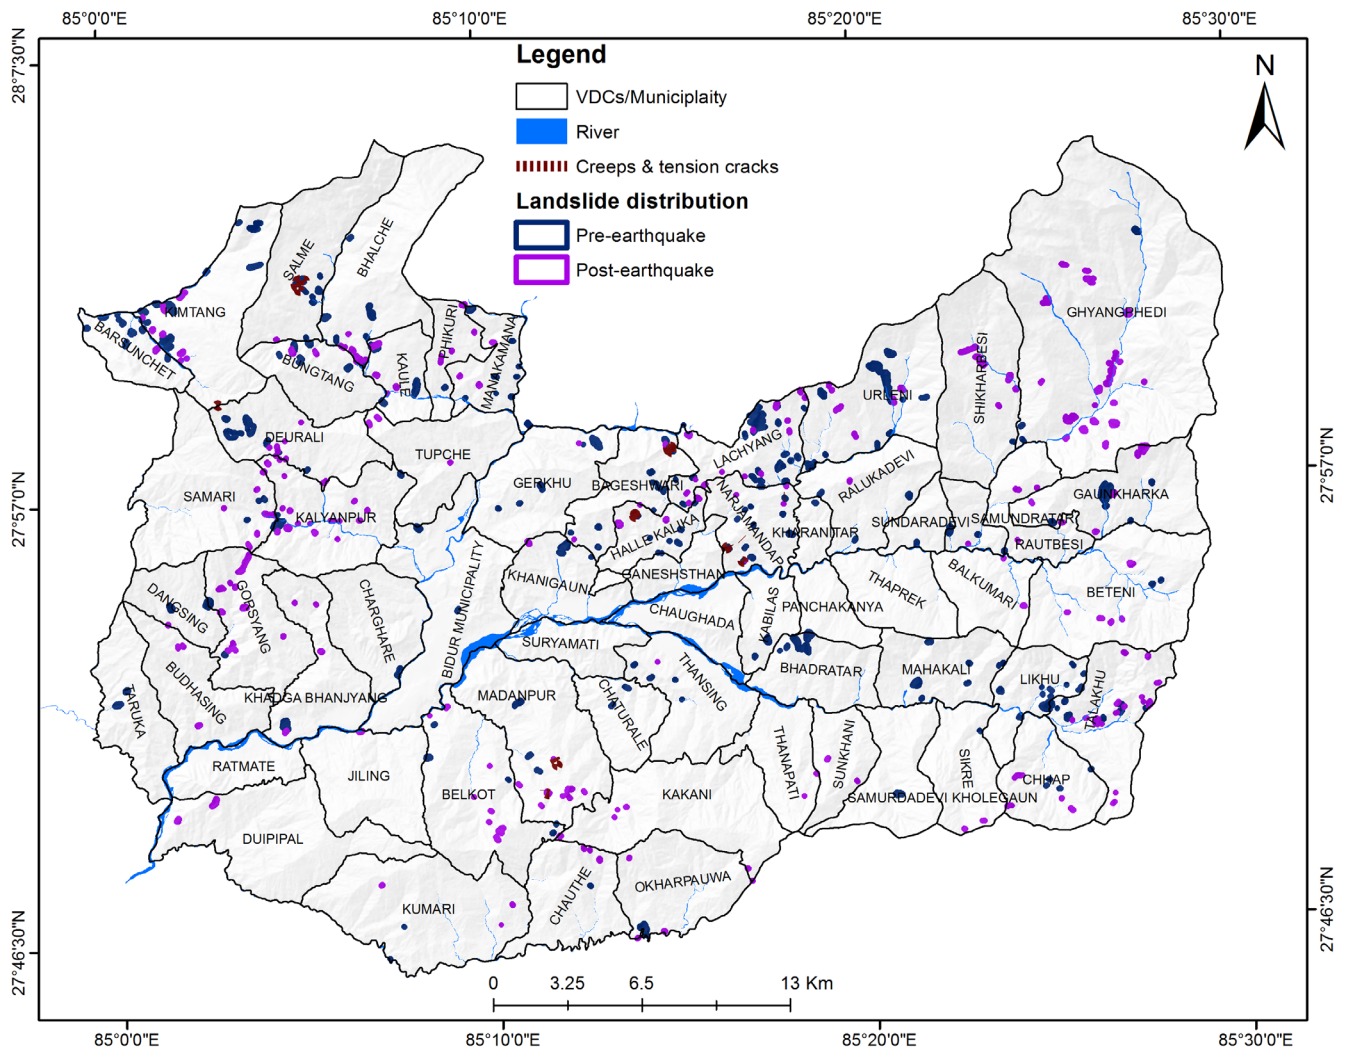 85°0'0"E 85°10'0"E 85°20'0"E 85°30'0"E
28°7'30"N
27°57'0"N
27°46'30"N
Legend
VDCs/Municiplaity
River
Creeps & tension cracks
Landslide distribution
Pre-earthquake
Post-earthquake
N
SALME
BHALCHE
KIMTANG
BARSUNCHET
BUNGTANG
KAULE
PHIKURI
MANAKAMANA
GHYANGPHEDI
SHIKHARBESI
URLENI
DEURALI
TUPCHE
LACHYANG
RALUKADEVI
SAMARI
GERKHU
BAGESHWARI
NARJAMANDAP
GAUNKHARKA
KALYANPUR
HALLE KALIKA
KHARANITAR
SUNDARADEVI
SAMUNDRATAR
RAUTBESI
DANGSING
GORSYANG
CHARGHARE
BIDUR MUNICIPALITY
KHANIGAUN
GANESHSTHAN
CHAUGHADA
KABILAS
PANCHAKANYA
THAPREK
BALKUMARI
BETENI
SURYAMATI
THANSING
BHADRATAR
MAHAKALI
LIKHU
TALAKHU
TARUKA
BUDHASING
KHADGA BHANJYANG
MADANPUR
CHATURALE
RATMATE
JILING
BELKOT
KAKANI
THANAPATI
SUNKHANI
SAMURDADEVI
SIKRE
KHOLEGAUN
CHHAP
DUIPIPAL
KUMARI
CHAUTHE
OKHARPAUWA
27°57'0"N
27°46'30"N
0 3.25 6.5 13 Km
85°0'0"E 85°10'0"E 85°20'0"E 85°30'0"E